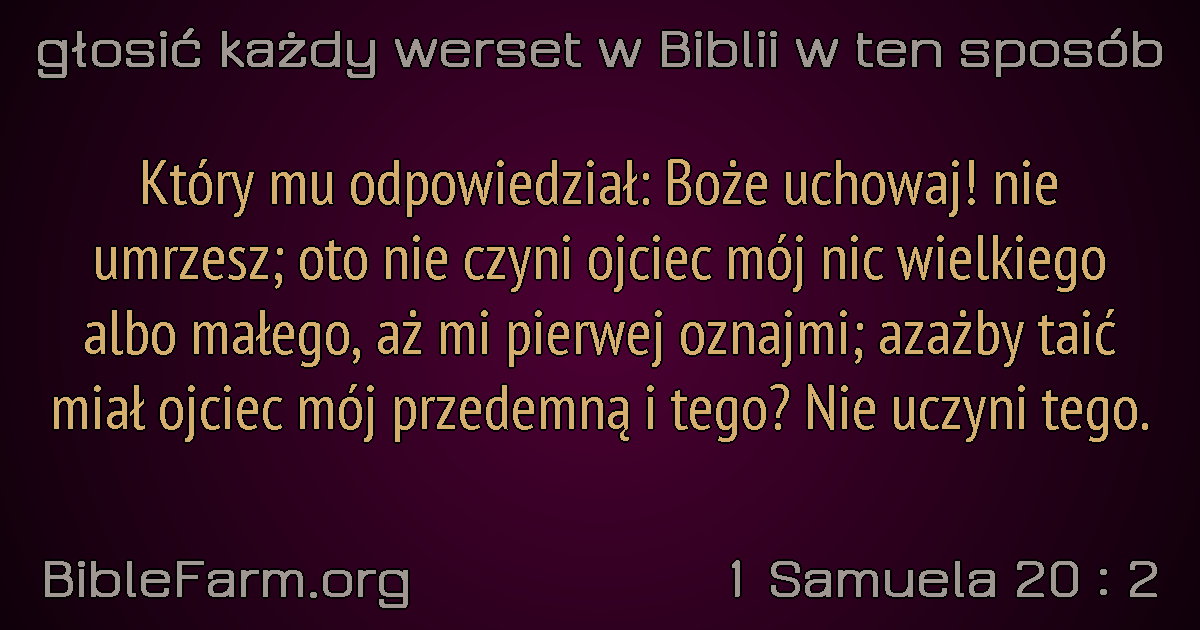 głosić każdy werset w Biblii w ten sposób
Który mu odpowiedział: Boże uchowaj! nie
umrzesz; oto nie czyni ojciec mój nic wielkiego
albo małego, aż mi pierwej oznajmi; azażby taić
miał ojciec mój przedemną i tego? Nie uczyni tego.
BibleFarm.org
1 Samuela 20 : 2